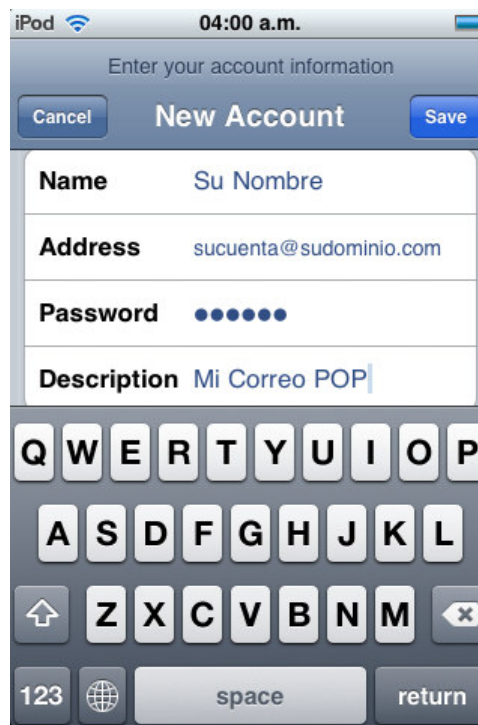 iPod 04:00 a.m.
Enter your account information
Cancel New Account Save
Name Su Nombre
Address sucuenta@sudominio.com
Password ●●●●●●
Description Mi Correo POP
Q W E R T Y U I O P
A S D F G H J K L
Z X C V B N M
123 space return